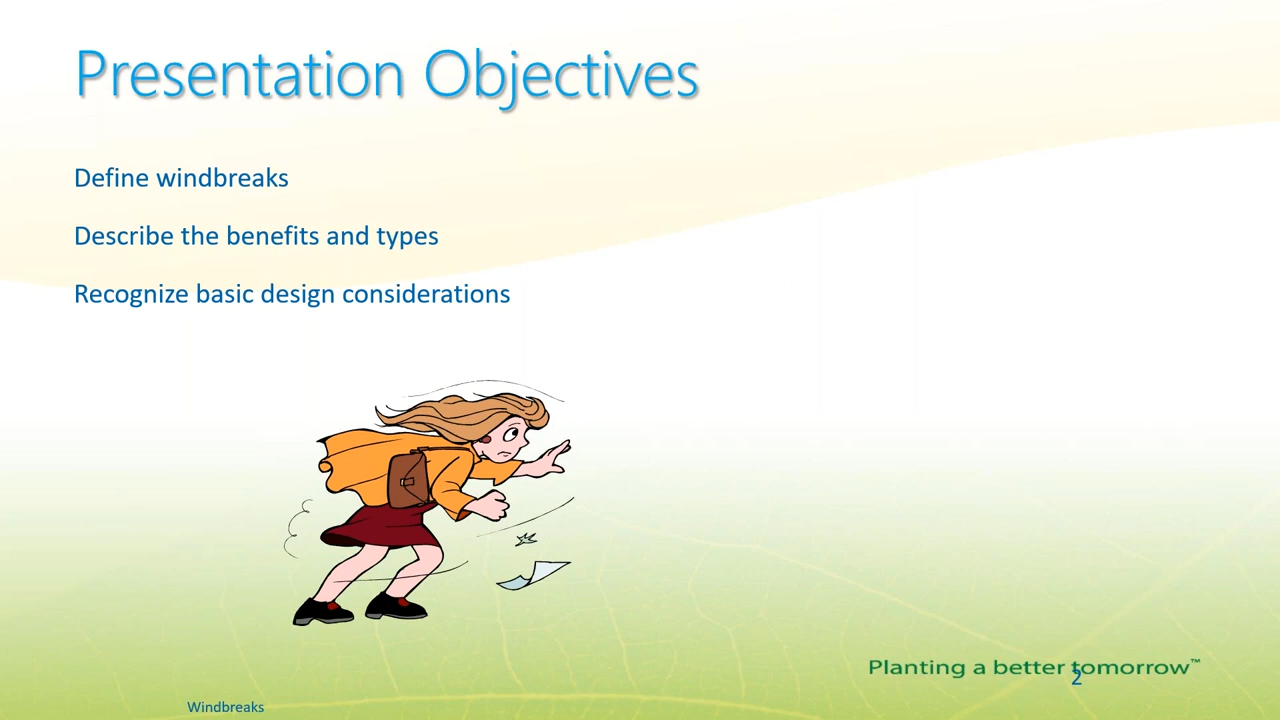 Presentation Objectives
Define windbreaks
Describe the benefits and types
Recognize basic design considerations
Planting a better tomorrow™
2
Windbreaks